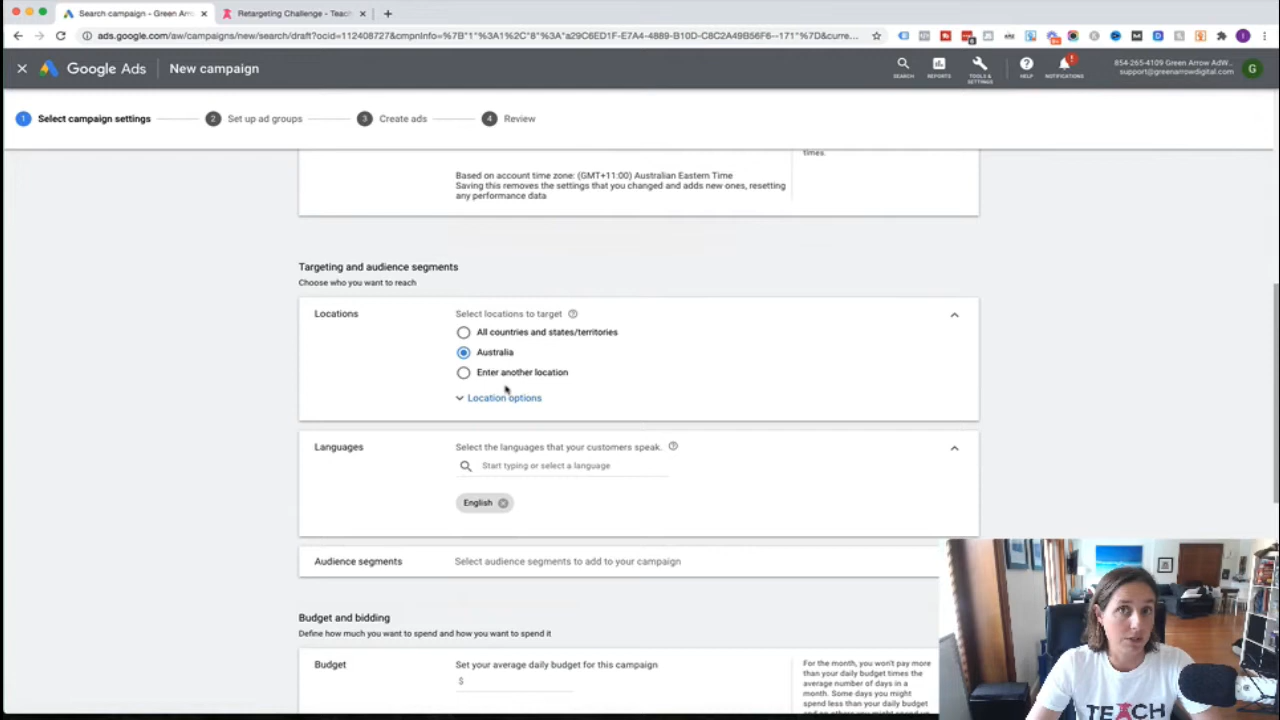 Search campaign - Green Arr
Retargeting Challenge - Teach
ads.google.com/aw/campaigns/new/search/draft?ocid=112408727&cmpnInfo=%7B"1"%3A1%2C"8"%3A"a29C6ED1F-E7A4-4889-B10D-C8C2A49B56F6--171"%7D&curre...
Google Ads
New campaign
SEARCH
REPORTS
TOOLS & SETTINGS
HELP
NOTIFICATIONS
854-265-4109 Green Arrow AdW...
support@greenarrowdigital.com
G
1 Select campaign settings
2 Set up ad groups
3 Create ads
4 Review
times.
Based on account time zone: (GMT+11:00) Australian Eastern Time
Saving this removes the settings that you changed and adds new ones, resetting
any performance data
Targeting and audience segments
Choose who you want to reach
Locations
Select locations to target
All countries and states/territories
Australia
Enter another location
Location options
Languages
Select the languages that your customers speak.
Start typing or select a language
English
Audience segments
Select audience segments to add to your campaign
Budget and bidding
Define how much you want to spend and how you want to spend it
Budget
Set your average daily budget for this campaign
$
For the month, you won't pay more
than your daily budget times the
average number of days in a
month. Some days you might
spend less than your daily budget
TEACH